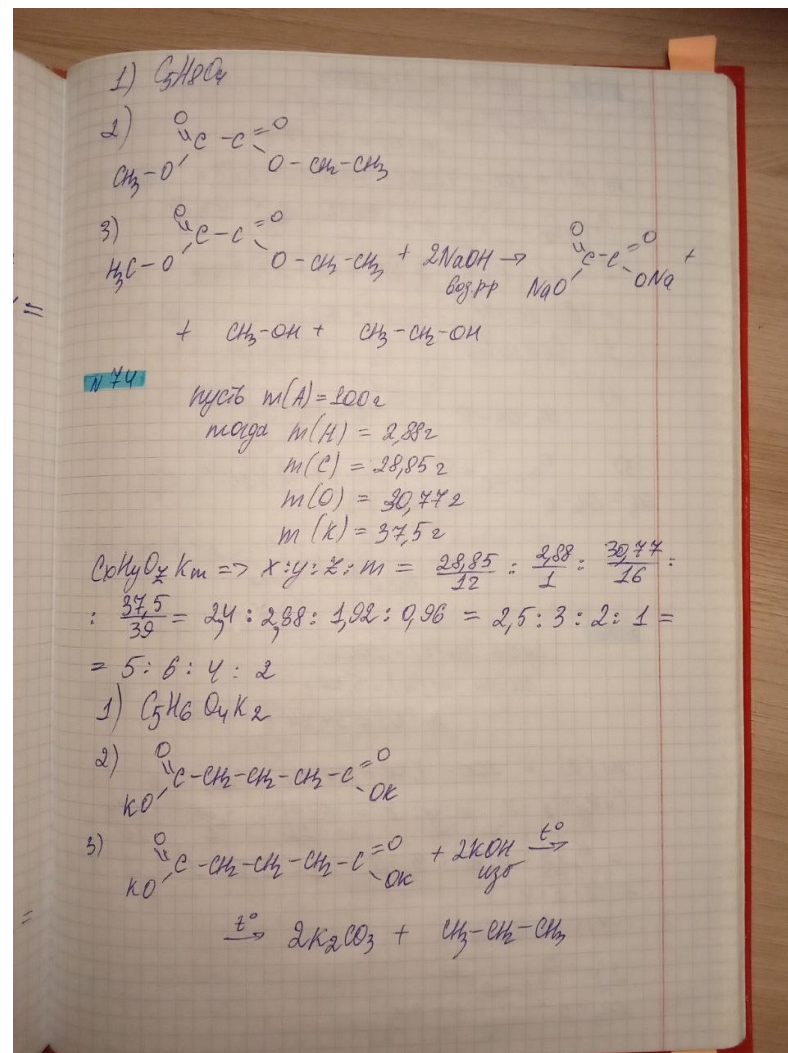 1) C5H8O4
2) O O
C - C
CH3-O O - CH2-CH3
3) O O O O
C - C C - C +
H3C-O O - CH2-CH3 + 2NaOH → NaO ONa
вод.р-р
+ CH3-OH + CH3-CH2-OH
N 74
пусть m(A)=100г
тогда m(H) = 2,88г
m(C) = 28,85г
m(O) = 30,77г
m(K) = 37,5г
CxHyOzKm => x:y:z:m = 28,85/12 : 2,88/1 : 30,77/16 :
: 37,5/39 = 2,4 : 2,88 : 1,92 : 0,96 = 2,5 : 3 : 2 : 1 =
= 5 : 6 : 4 : 2
1) C5H6O4K2
2) O O
C-CH2-CH2-CH2-C
KO OK
3) O O
C-CH2-CH2-CH2-C + 2KOH t° →
KO OK изб
t° → 2K2CO3 + CH3-CH2-CH3
=
=